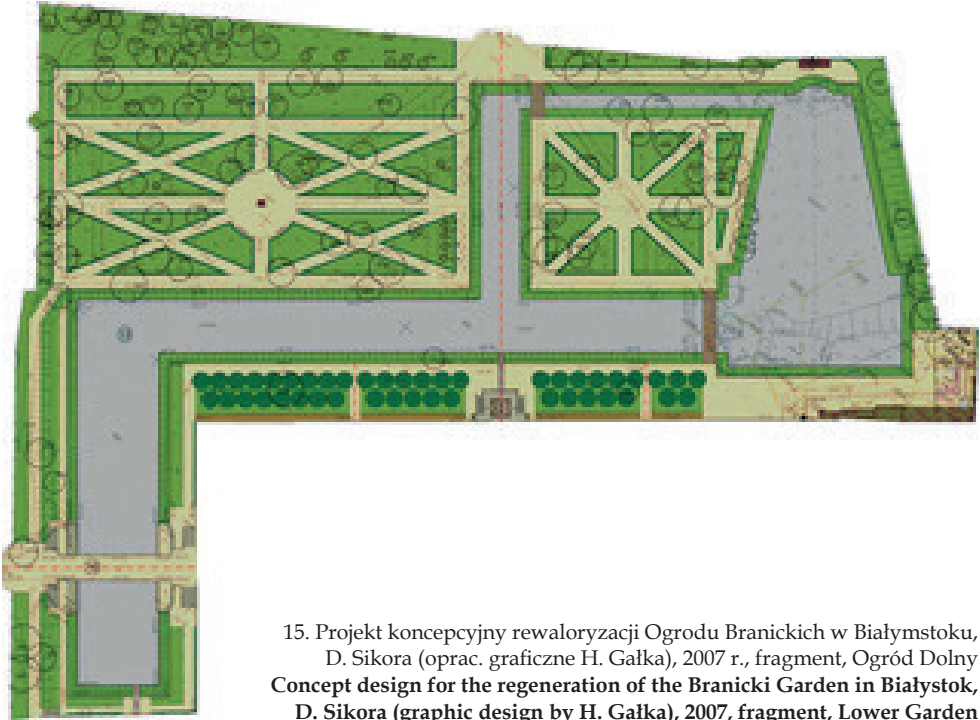 15. Projekt koncepcyjny rewaloryzacji Ogrodu Branickich w Białymstoku,
D. Sikora (oprac. graficzne H. Gałka), 2007 r., fragment, Ogród Dolny
Concept design for the regeneration of the Branicki Garden in Białystok,
D. Sikora (graphic design by H. Gałka), 2007, fragment, Lower Garden